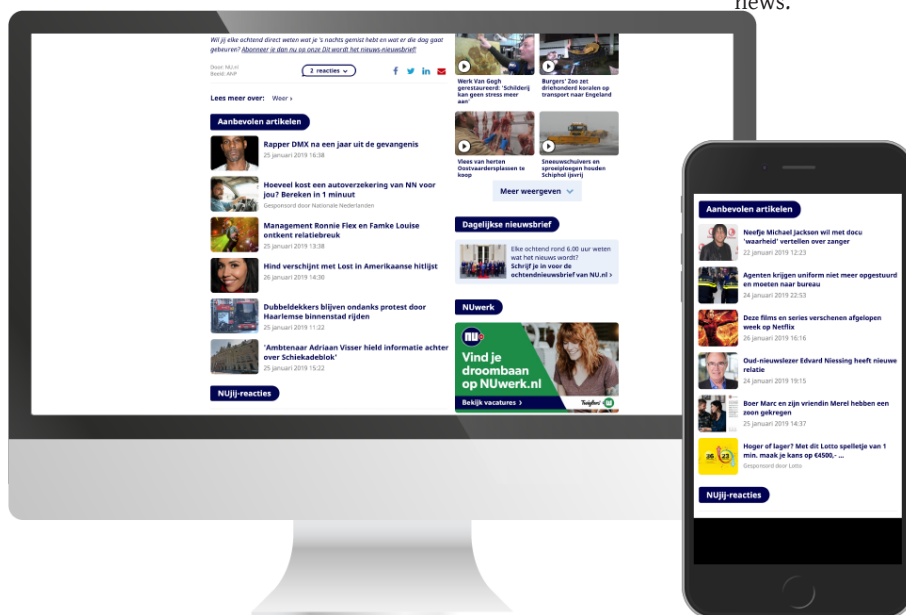 news.
Wil jij elke ochtend direct weten wat je 's nachts gemist hebt en wat er die dag gaat
gebeuren? Abonneer je dan nu op onze Dit wordt het nieuws-nieuwsbrief!
Door: NU.nl
Beeld: ANP
2 reacties
Lees meer over: Weer ›
Aanbevolen artikelen
Rapper DMX na een jaar uit de gevangenis
25 januari 2019 16:38
Hoeveel kost een autoverzekering van NN voor
jou? Bereken in 1 minuut
Gesponsord door Nationale Nederlanden
Management Ronnie Flex en Famke Louise
ontkent relatiebreuk
25 januari 2019 13:38
Hind verschijnt met Lost in Amerikaanse hitlijst
26 januari 2019 14:30
Dubbeldekkers blijven ondanks protest door
Haarlemse binnenstad rijden
25 januari 2019 11:22
'Ambtenaar Adriaan Visser hield informatie achter
over Schiekadeblok'
25 januari 2019 15:22
NUjij-reacties
Werk Van Gogh
gerestaureerd: 'Schilderij
kan geen stress meer
aan'
Burgers' Zoo zet
driehonderd koralen op
transport naar Engeland
Vlees van herten
Oostvaardersplassen te
koop
Sneeuwschuivers en
sproeiploegen houden
Schiphol ijsvrij
Meer weergeven
Dagelijkse nieuwsbrief
Elke ochtend rond 6.00 uur weten
wat het nieuws wordt?
Schrijf je in voor de
ochtendnieuwsbrief van NU.nl ›
NUwerk
NU
Vind je
droombaan
op NUwerk.nl
Bekijk vacatures ›
Aanbevolen artikelen
Neefje Michael Jackson wil met docu
'waarheid' vertellen over zanger
22 januari 2019 12:23
Agenten krijgen uniform niet meer opgestuurd
en moeten naar bureau
24 januari 2019 22:53
Deze films en series verschenen afgelopen
week op Netflix
26 januari 2019 16:16
Oud-nieuwslezer Edvard Niessing heeft nieuwe
relatie
24 januari 2019 19:15
Boer Marc en zijn vriendin Merel hebben een
zoon gekregen
25 januari 2019 14:37
26 23
Hoger of lager? Met dit Lotto spelletje van 1
min. maak je kans op €4500,- ...
Gesponsord door Lotto
NUjij-reacties